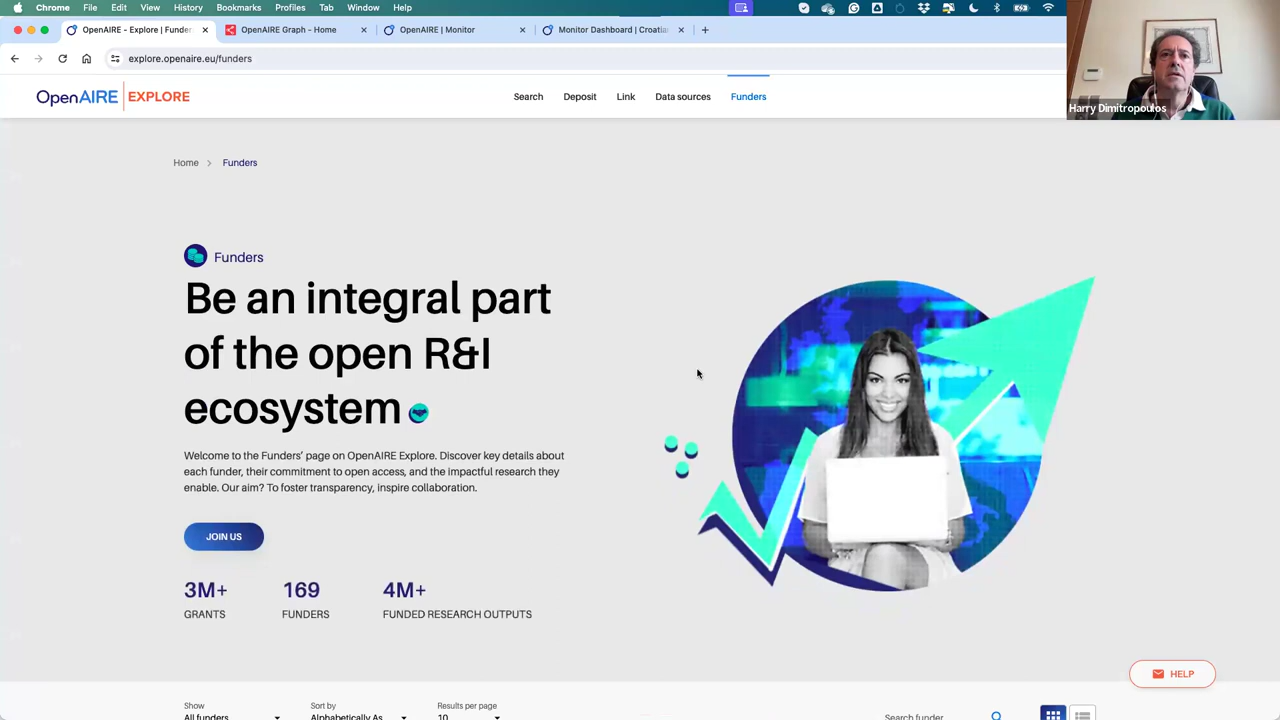 Chrome File Edit View History Bookmarks Profiles Tab Window Help
OpenAIRE - Explore | Funder
OpenAIRE Graph - Home
OpenAIRE | Monitor
Monitor Dashboard | Croatia
explore.openaire.eu/funders
OpenAIRE EXPLORE
Search Deposit Link Data sources Funders
Harry Dimitropoulos
Home Funders
Funders
Be an integral part
of the open R&I
ecosystem
Welcome to the Funders' page on OpenAIRE Explore. Discover key details about
each funder, their commitment to open access, and the impactful research they
enable. Our aim? To foster transparency, inspire collaboration.
JOIN US
3M+ 169 4M+
GRANTS FUNDERS FUNDED RESEARCH OUTPUTS
HELP
Show Sort by Results per page
All funders Alphabetically As 10 Search funder